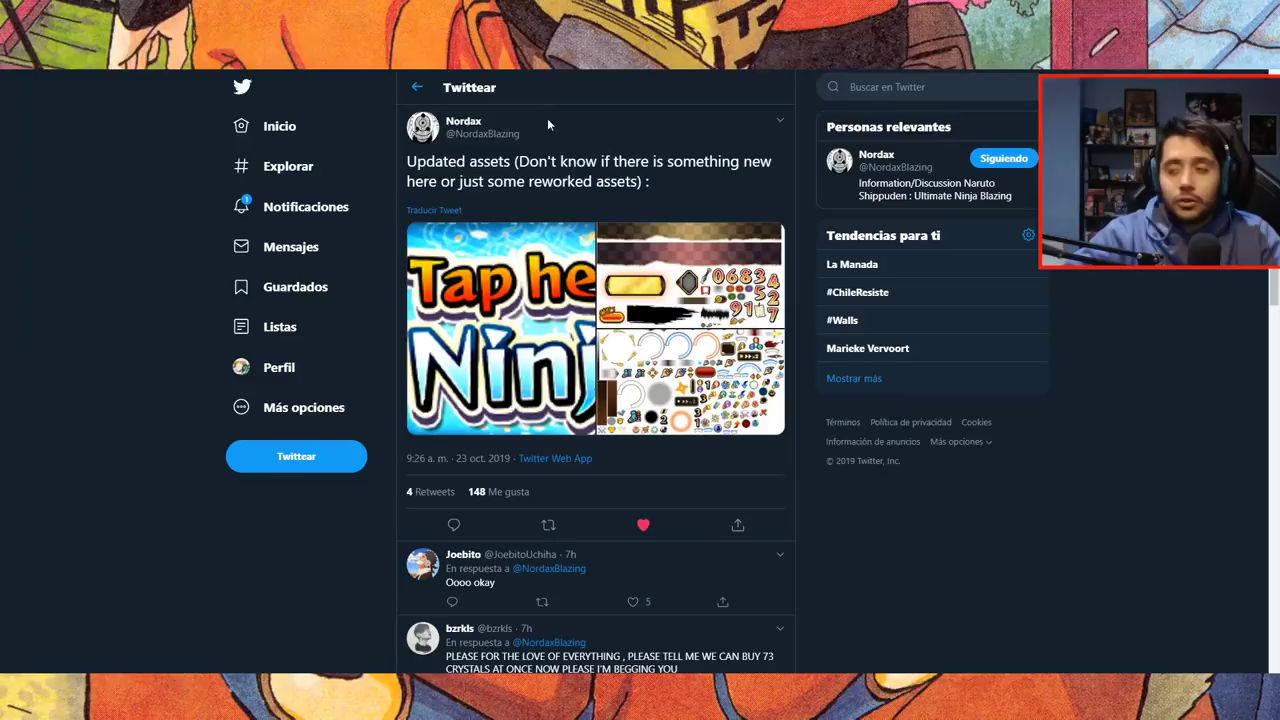 Inicio
Explorar
1
Notificaciones
Mensajes
Guardados
Listas
Perfil
Más opciones
Twittear
Twittear
Nordax
@NordaxBlazing
Updated assets (Don't know if there is something new
here or just some reworked assets) :
Traducir Tweet
Tap he
Ninj
9:26 a. m. · 23 oct. 2019 · Twitter Web App
4 Retweets 148 Me gusta
Joebito @JoebitoUchiha · 7h
En respuesta a @NordaxBlazing
Oooo okay
5
bzrkls @bzrkls · 7h
En respuesta a @NordaxBlazing
PLEASE FOR THE LOVE OF EVERYTHING , PLEASE TELL ME WE CAN BUY 73
CRYSTALS AT ONCE NOW PLEASE I'M BEGGING YOU
Buscar en Twitter
Personas relevantes
Nordax
@NordaxBlazing
Siguiendo
Information/Discussion Naruto
Shippuden : Ultimate Ninja Blazing
Tendencias para ti
La Manada
#ChileResiste
#Walls
Marieke Vervoort
Mostrar más
Términos Política de privacidad Cookies
Información de anuncios Más opciones
© 2019 Twitter, Inc.